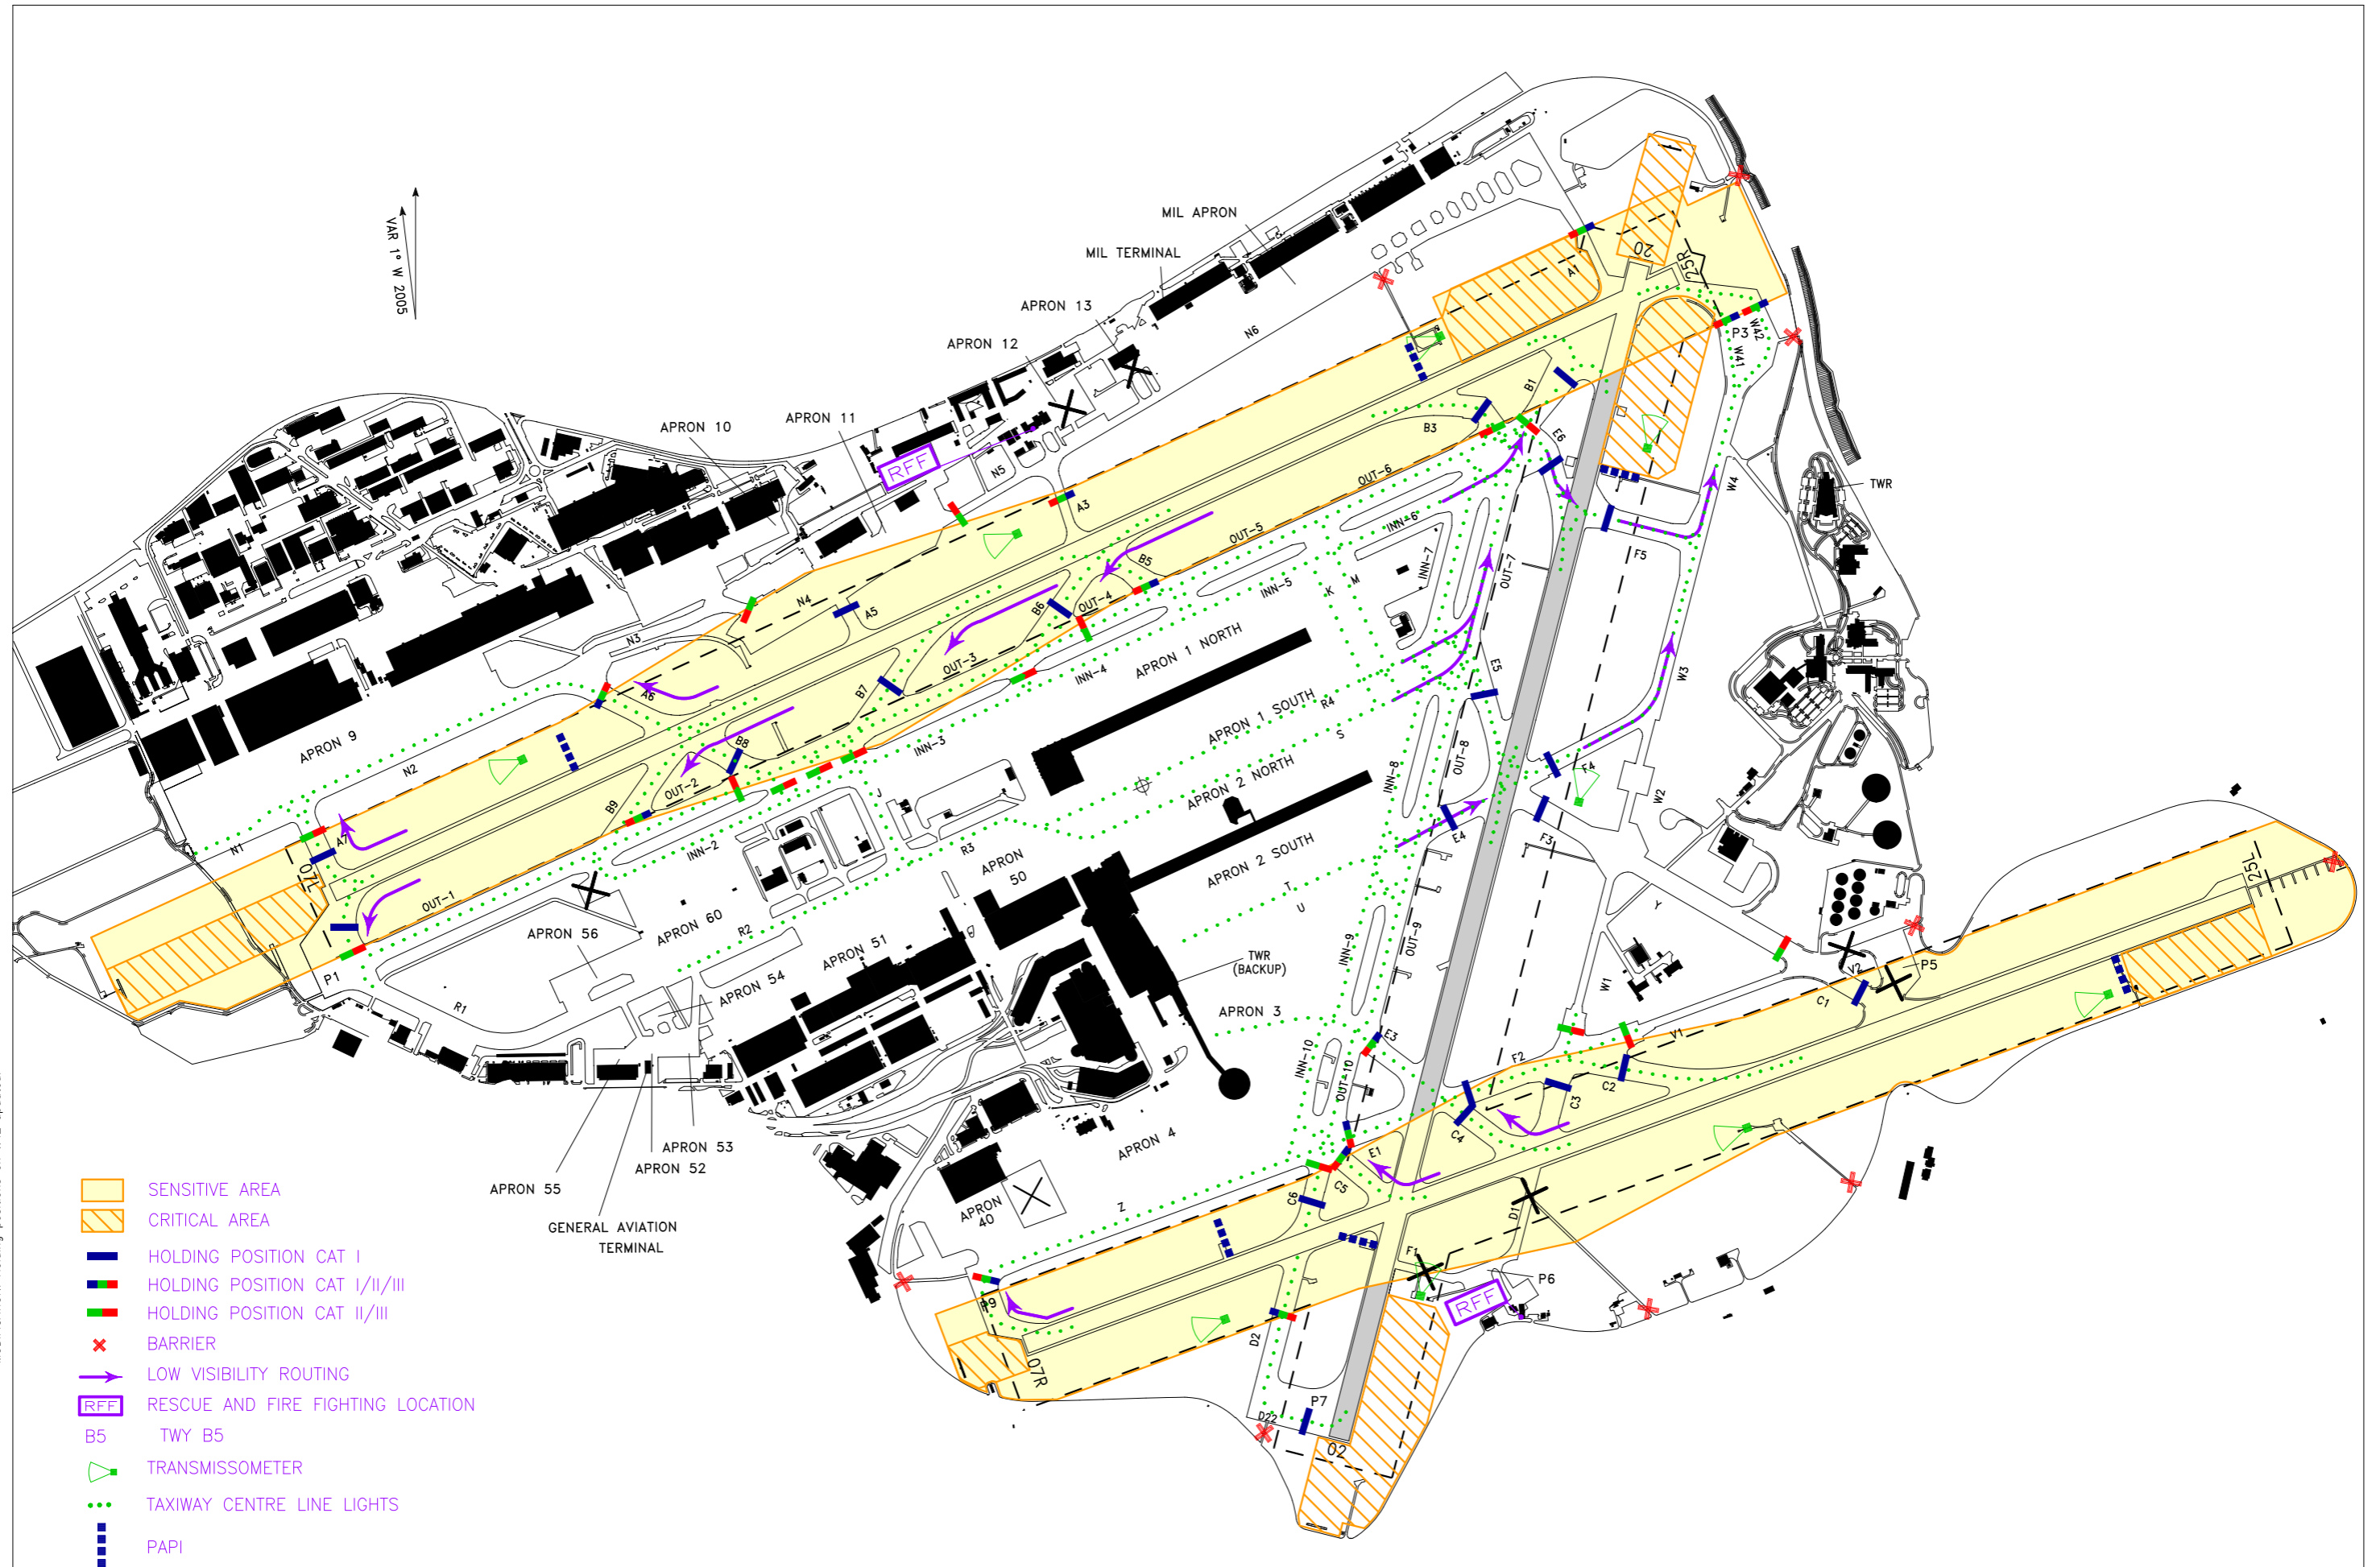 VAR 1° W 2005
MIL APRON
MIL TERMINAL
APRON 13
APRON 12
APRON 11
APRON 10
RFF
N6
N5
A1
20
25R
P3
W42
W41
B1
B3
E6
OUT-6
INN-6
OUT-5
INN-5
A3
B5
OUT-4
B6
K
M
INN-7
OUT-7
W4
TWR
F5
N4
A5
N3
OUT-3
B7
INN-4
APRON 1 NORTH
APRON 1 SOUTH
R4
S
E5
W3
A6
APRON 9
N2
B8
INN-3
OUT-2
B9
INN-2
J
R3
APRON 2 NORTH
APRON 2 SOUTH
INN-8
OUT-8
E4
F4
F3
W2
Y
N1
A7
07L
OUT-1
P1
R1
APRON 60
APRON 56
R2
APRON
50
APRON 51
APRON 54
T
U
TWR
(BACKUP)
APRON 3
INN-9
OUT-9
E3
W1
V2
P5
C1
V1
25L
F2
C2
C3
C4
INN-10
OUT-10
E1
C5
C6
APRON 4
APRON
40
Z
APRON 53
APRON 52
APRON 55
GENERAL AVIATION
TERMINAL
P9
07R
D1
F1
P6
RFF
D2
P7
D22
02
SENSITIVE AREA
CRITICAL AREA
HOLDING POSITION CAT I
HOLDING POSITION CAT I/II/III
HOLDING POSITION CAT II/III
BARRIER
LOW VISIBILITY ROUTING
RFF RESCUE AND FIRE FIGHTING LOCATION
B5 TWY B5
TRANSMISSOMETER
TAXIWAY CENTRE LINE LIGHTS
PAPI